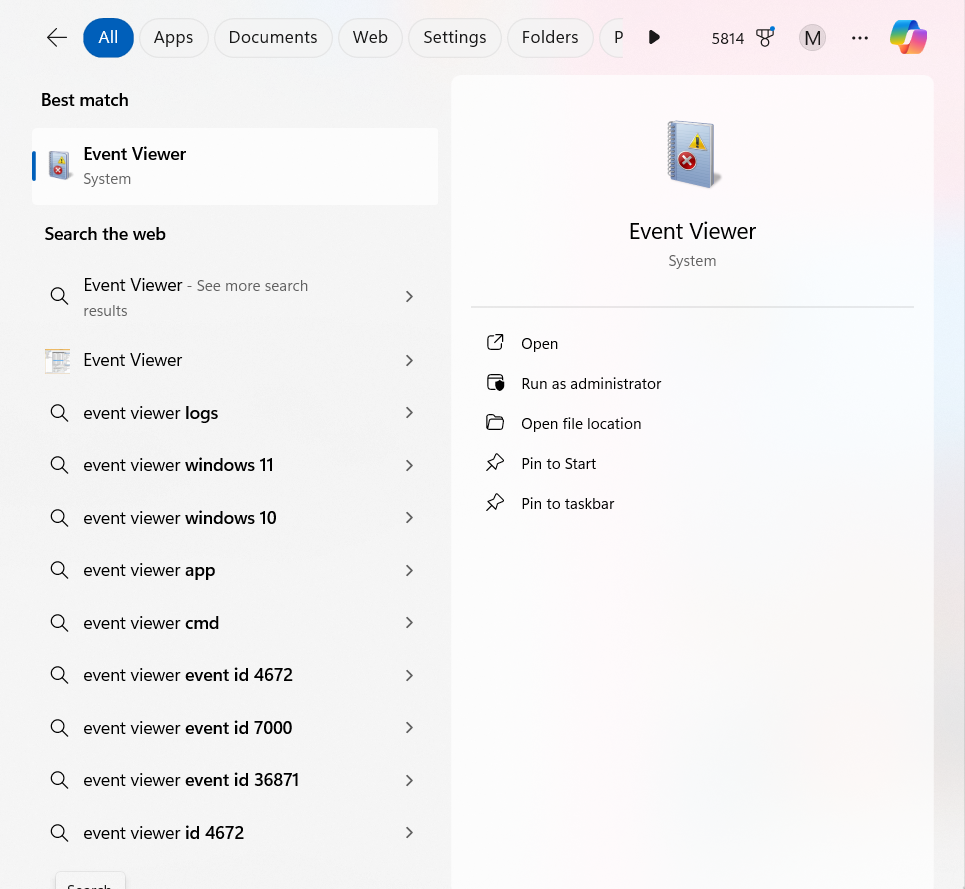 All
Apps
Documents
Web
Settings
Folders
P
5814
M
Best match
Event Viewer
System
Search the web
Event Viewer - See more search
results
Event Viewer
event viewer logs
event viewer windows 11
event viewer windows 10
event viewer app
event viewer cmd
event viewer event id 4672
event viewer event id 7000
event viewer event id 36871
event viewer id 4672
Search
Event Viewer
System
Open
Run as administrator
Open file location
Pin to Start
Pin to taskbar